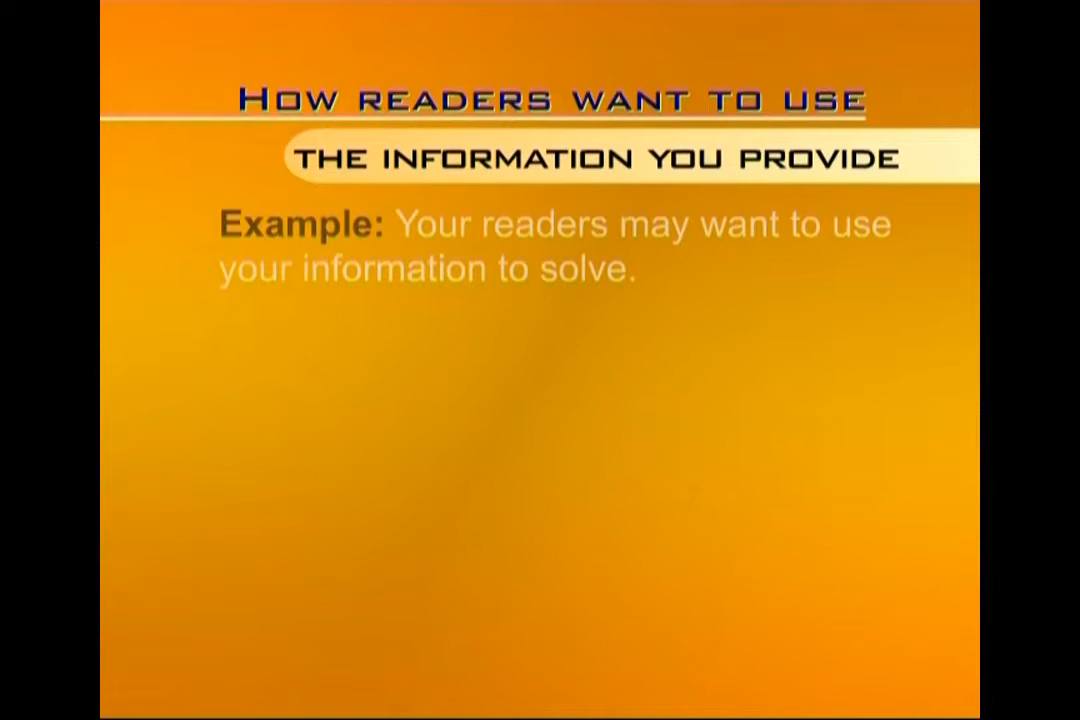 HOW READERS WANT TO USE
THE INFORMATION YOU PROVIDE
Example: Your readers may want to use
your information to solve.